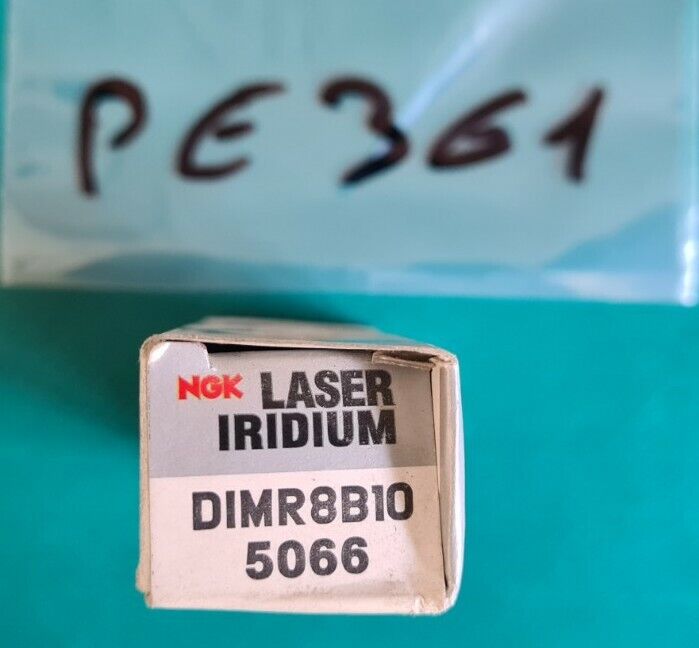 PE361
NGK LASER
IRIDIUM
DIMR8B10
5066